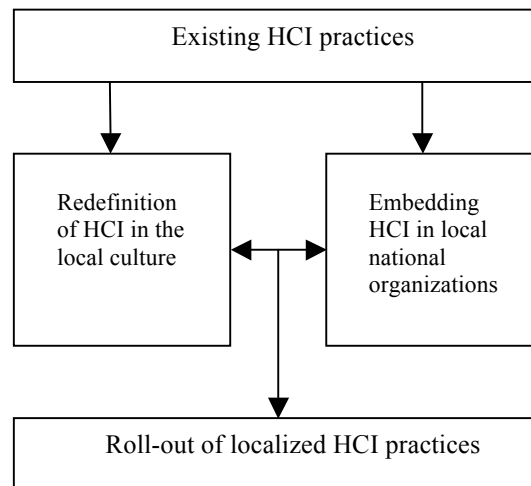 Existing HCI practices
Redefinition
of HCI in the
local culture
Embedding
HCI in local
national
organizations
Roll-out of localized HCI practices